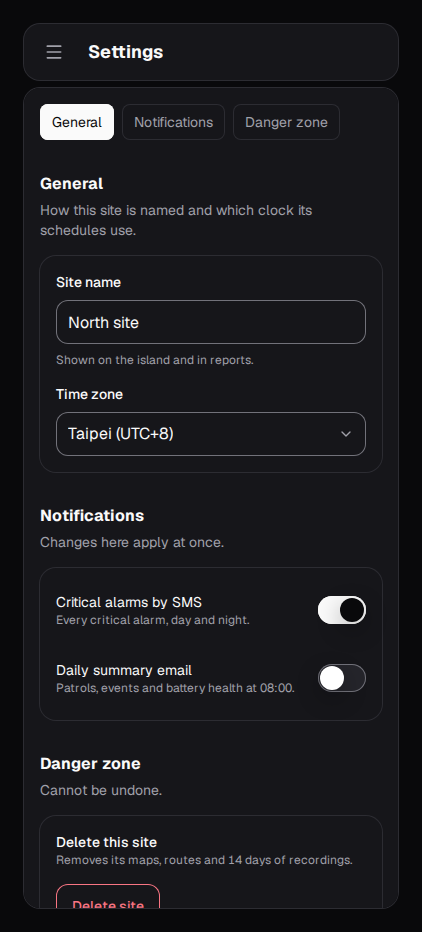 Settings
General
Notifications
Danger zone
General
How this site is named and which clock its
schedules use.
Site name
North site
Shown on the island and in reports.
Time zone
Taipei (UTC+8)
Notifications
Changes here apply at once.
Critical alarms by SMS
Every critical alarm, day and night.
Daily summary email
Patrols, events and battery health at 08:00.
Danger zone
Cannot be undone.
Delete this site
Removes its maps, routes and 14 days of recordings.
Delete site